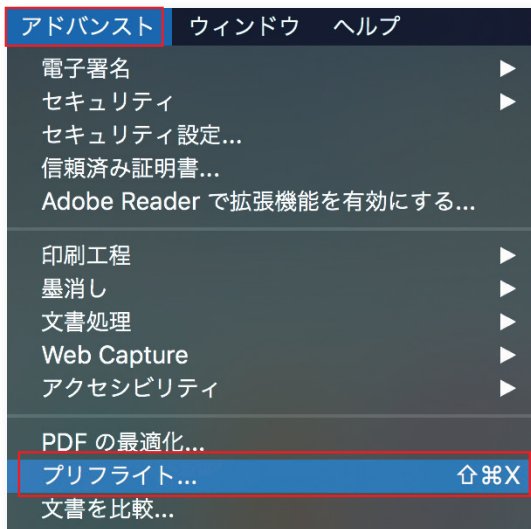 アドバンスト ウィンドウ ヘルプ
電子署名 ▶
セキュリティ ▶
セキュリティ設定...
信頼済み証明書...
Adobe Reader で拡張機能を有効にする...
印刷工程 ▶
墨消し ▶
文書処理 ▶
Web Capture ▶
アクセシビリティ ▶
PDF の最適化...
プリフライト... ⇧⌘X
文書を比較...